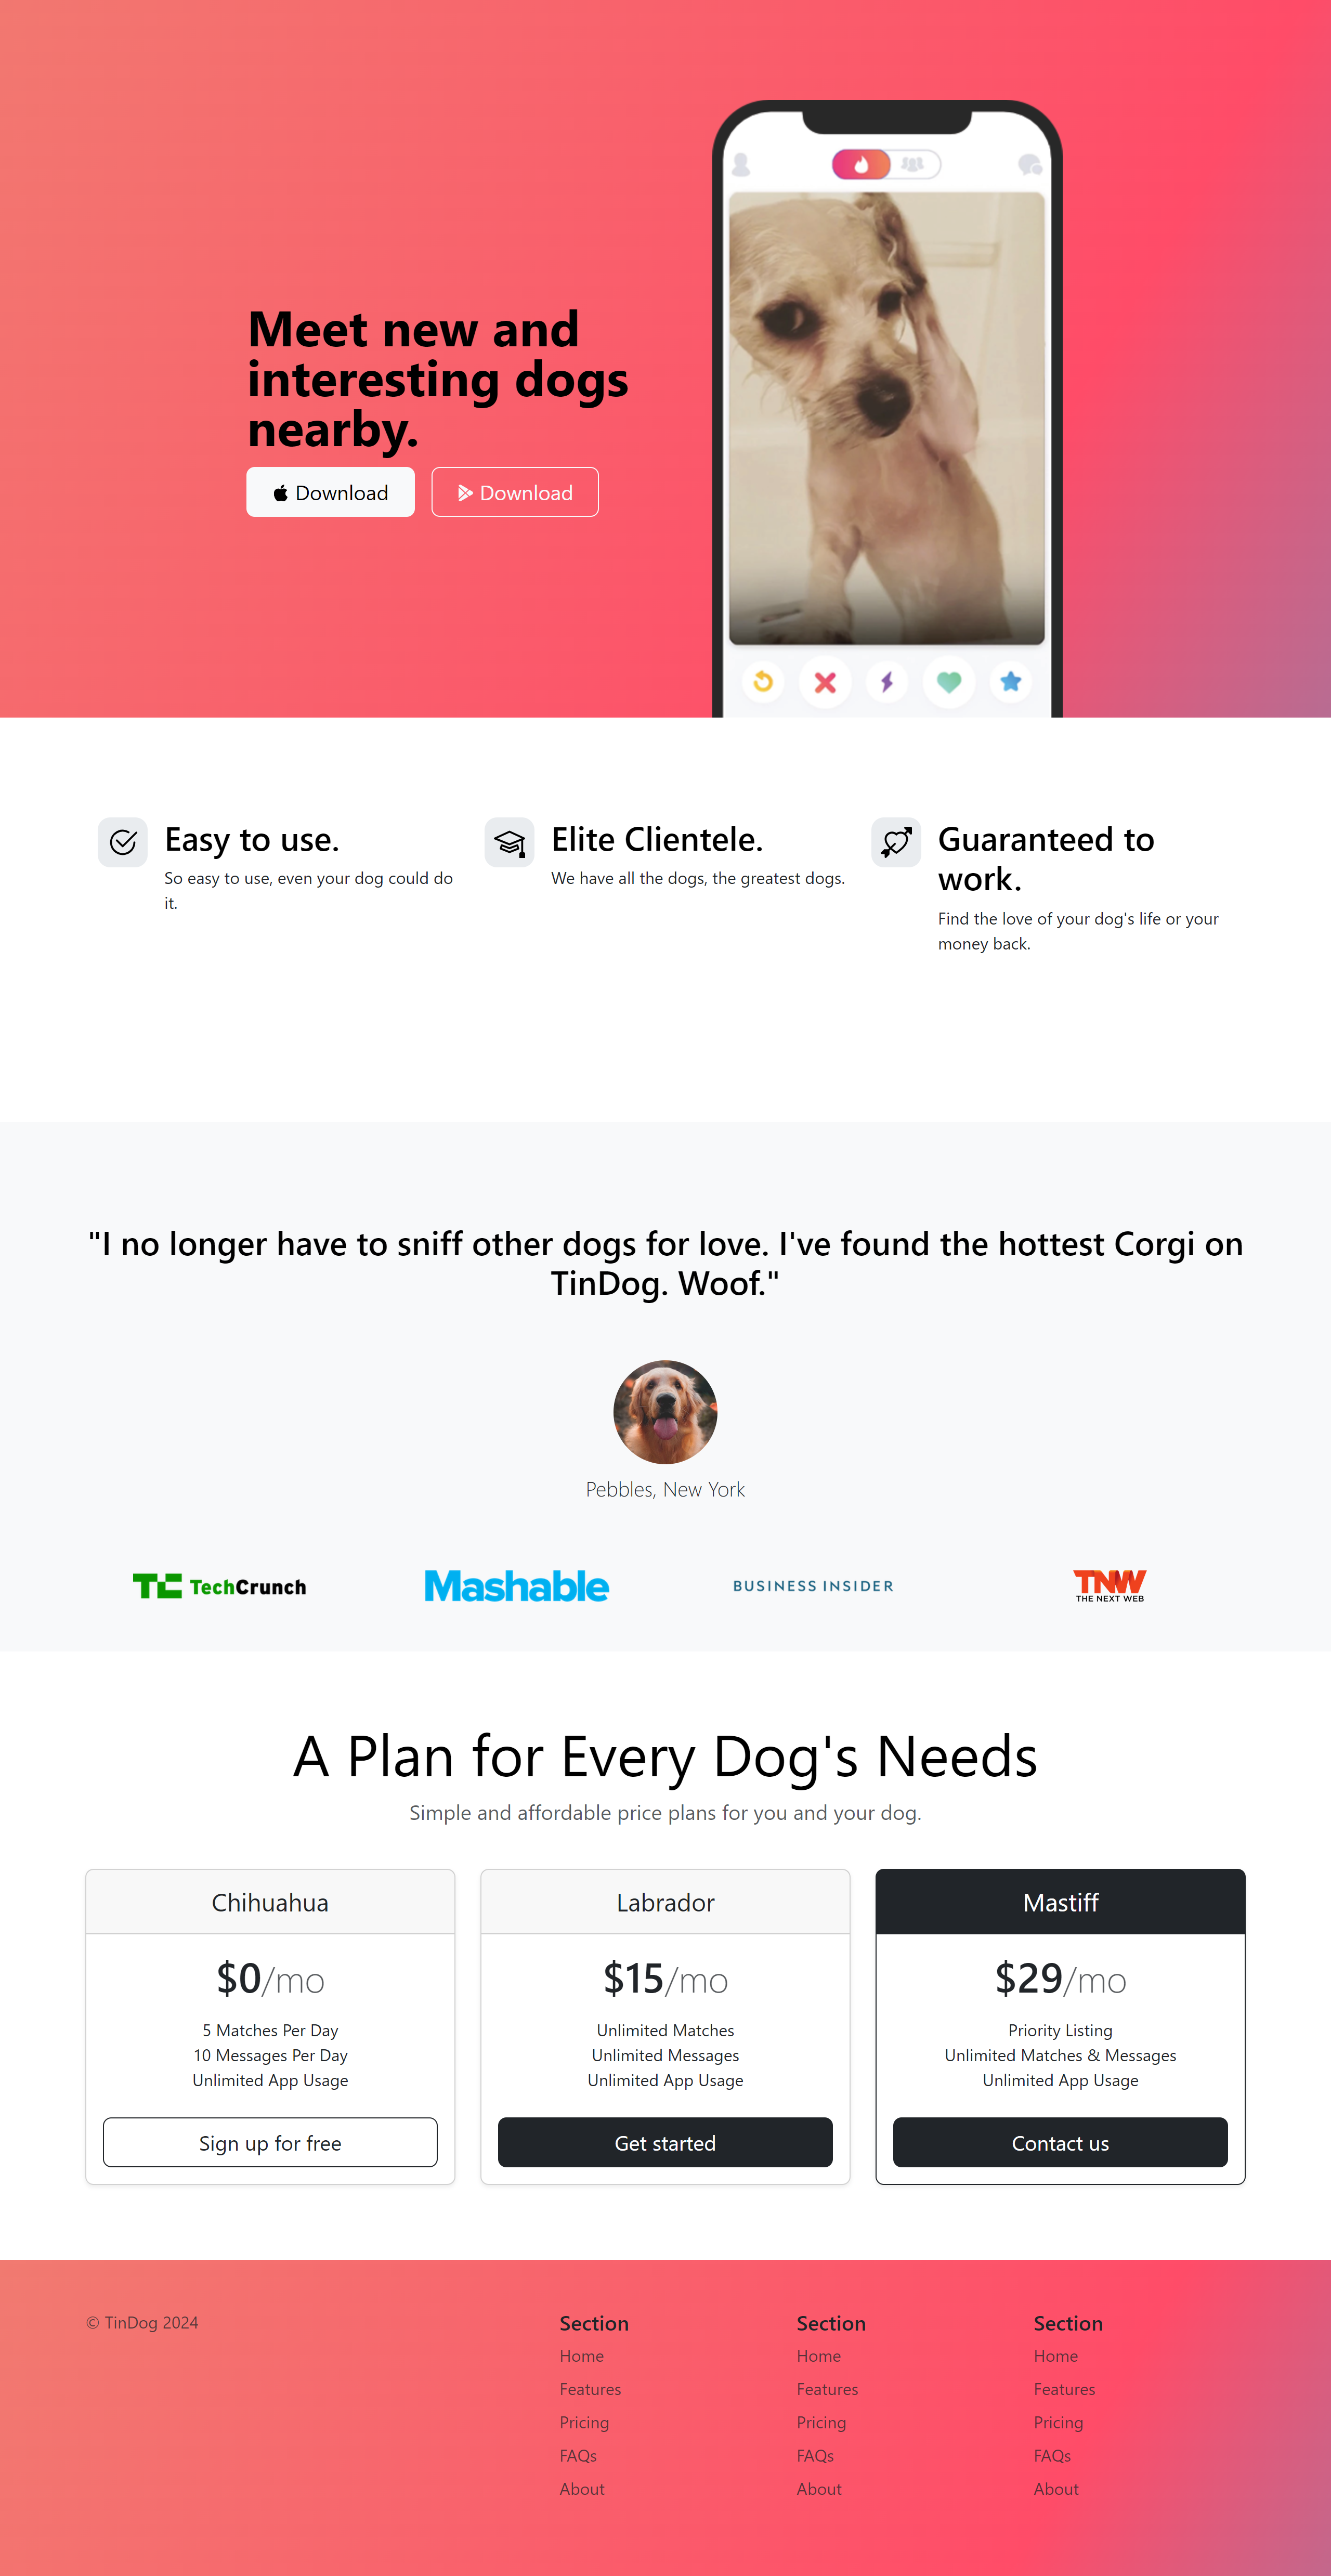 Meet new and
interesting dogs
nearby.
Download
Download
Easy to use.
So easy to use, even your dog could do
it.
Elite Clientele.
We have all the dogs, the greatest dogs.
Guaranteed to
work.
Find the love of your dog's life or your
money back.
"I no longer have to sniff other dogs for love. I've found the hottest Corgi on
TinDog. Woof."
Pebbles, New York
TC TechCrunch
Mashable
BUSINESS INSIDER
TNW
THE NEXT WEB
A Plan for Every Dog's Needs
Simple and affordable price plans for you and your dog.
Chihuahua
$0/mo
5 Matches Per Day
10 Messages Per Day
Unlimited App Usage
Sign up for free
Labrador
$15/mo
Unlimited Matches
Unlimited Messages
Unlimited App Usage
Get started
Mastiff
$29/mo
Priority Listing
Unlimited Matches & Messages
Unlimited App Usage
Contact us
© TinDog 2024
Section
Home
Features
Pricing
FAQs
About
Section
Home
Features
Pricing
FAQs
About
Section
Home
Features
Pricing
FAQs
About